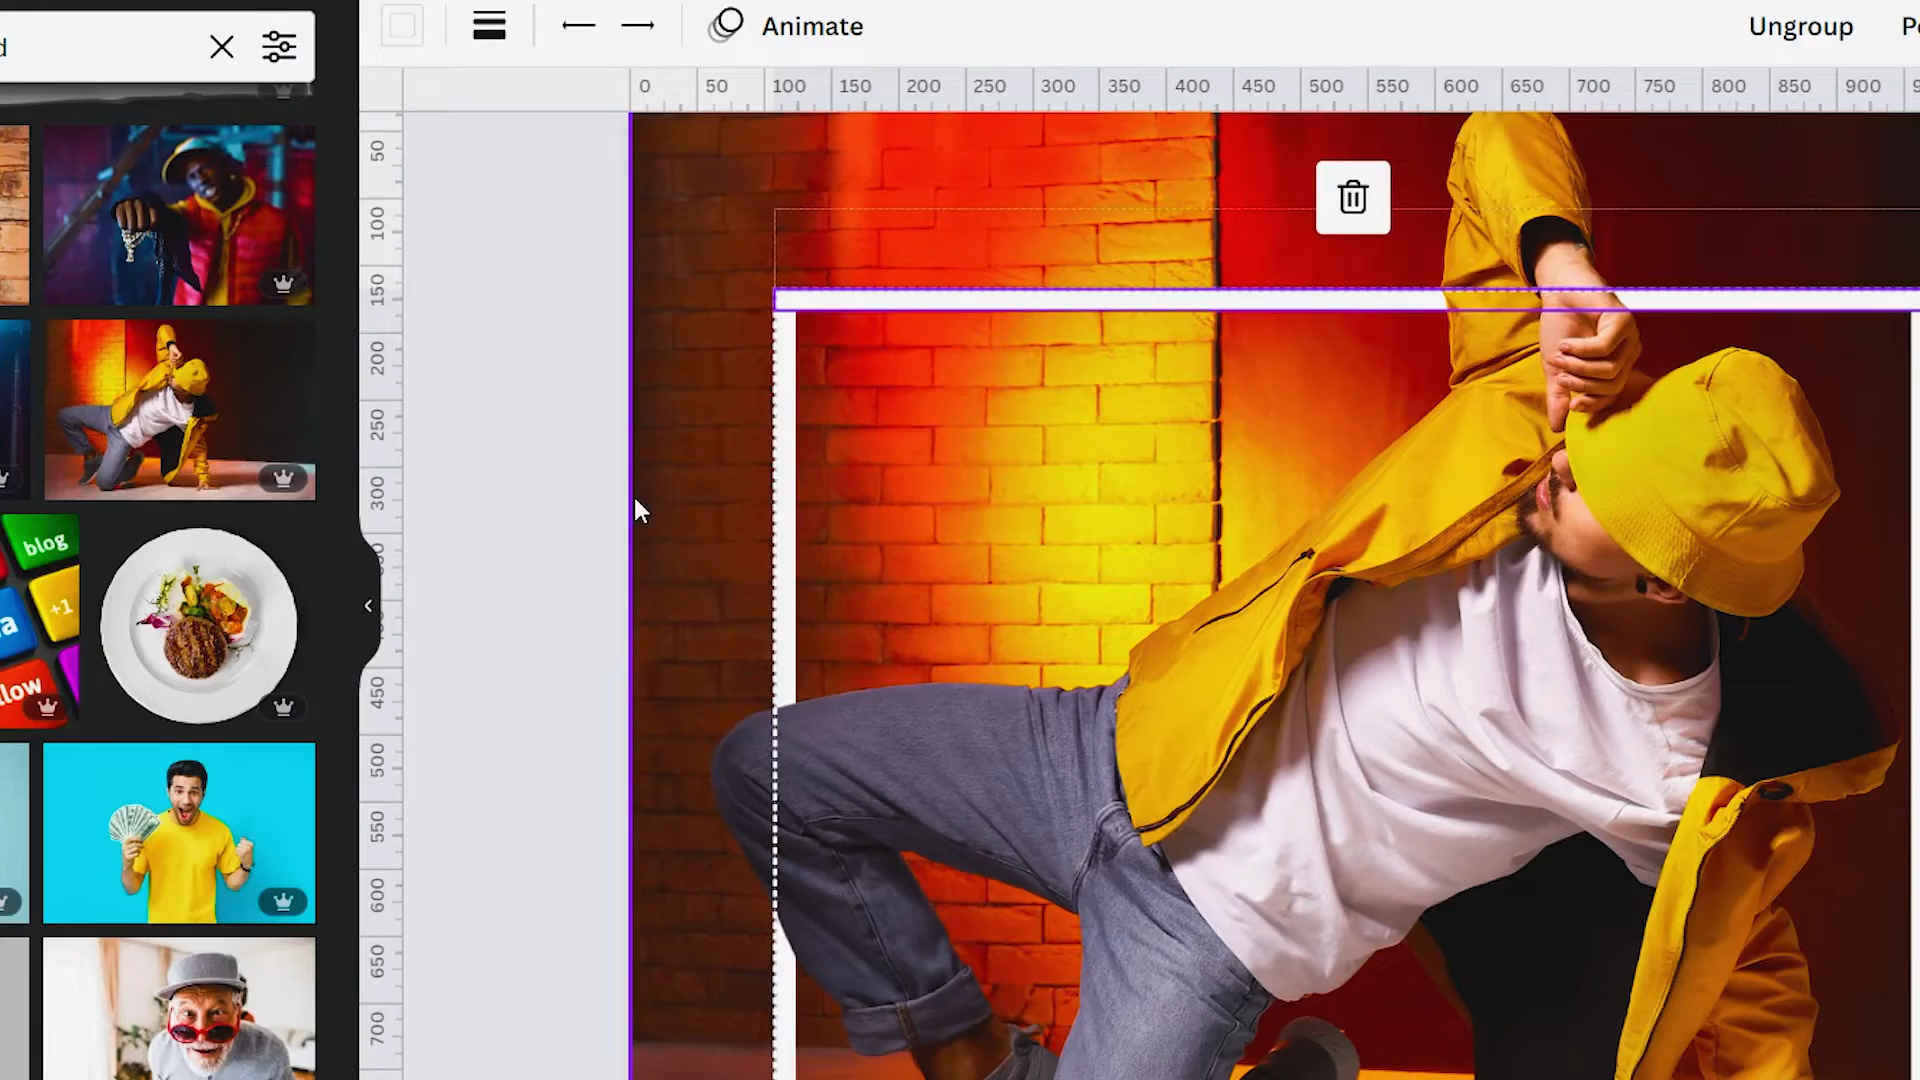 d
Animate
Ungroup
0 50 100 150 200 250 300 350 400 450 500 550 600 650 700 750 800 850 900
50
100
150
200
250
300
450
500
550
600
650
700
blog
+1
a
low